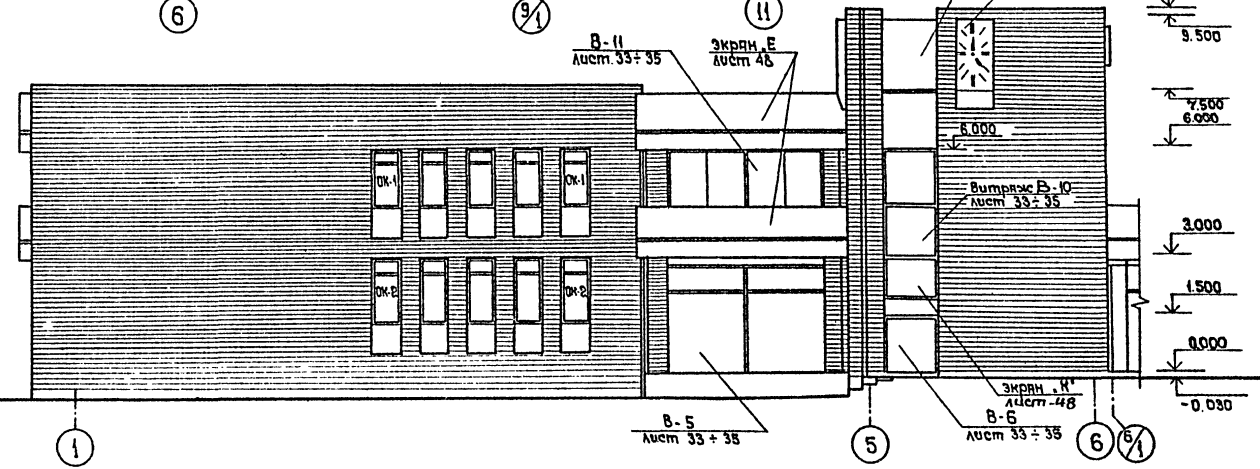 6
9/1
11
В-11
лист 33÷35
экран „Е
лист 48
9.500
7.500
6.000
6.000
ОК-1
ОК-1
Витраж В-10
лист 33÷35
3.000
ОК-2
ОК-2
1.500
0.000
экран „К"
лист-48
-0.030
В-5
лист 33÷35
В-6
лист 33÷35
1
5
6
6/1